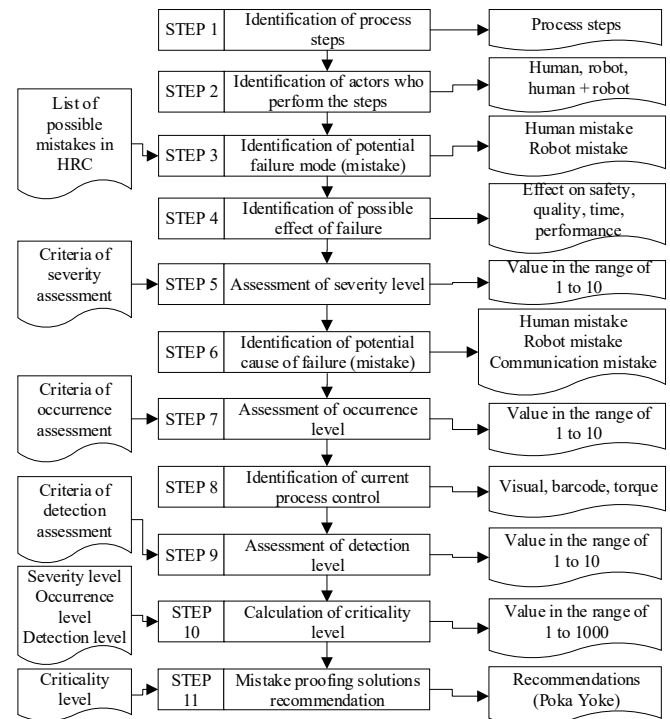 STEP 1
Identification of process
steps
Process steps
STEP 2
Identification of actors who
perform the steps
Human, robot,
human + robot
List of
possible
mistakes in
HRC
STEP 3
Identification of potential
failure mode (mistake)
Human mistake
Robot mistake
STEP 4
Identification of possible
effect of failure
Effect on safety,
quality, time,
performance
Criteria of
severity
assessment
STEP 5
Assessment of severity level
Value in the range of
1 to 10
STEP 6
Identification of potential
cause of failure (mistake)
Human mistake
Robot mistake
Communication mistake
Criteria of
occurrence
assessment
STEP 7
Assessment of occurrence
level
Value in the range of
1 to 10
STEP 8
Identification of current
process control
Visual, barcode, torque
Criteria of
detection
assessment
STEP 9
Assessment of detection
level
Value in the range of
1 to 10
Severity level
Occurrence
level
Detection level
STEP
10
Calculation of criticality
level
Value in the range of
1 to 1000
Criticality
level
STEP
11
Mistake proofing solutions
recommendation
Recommendations
(Poka Yoke)